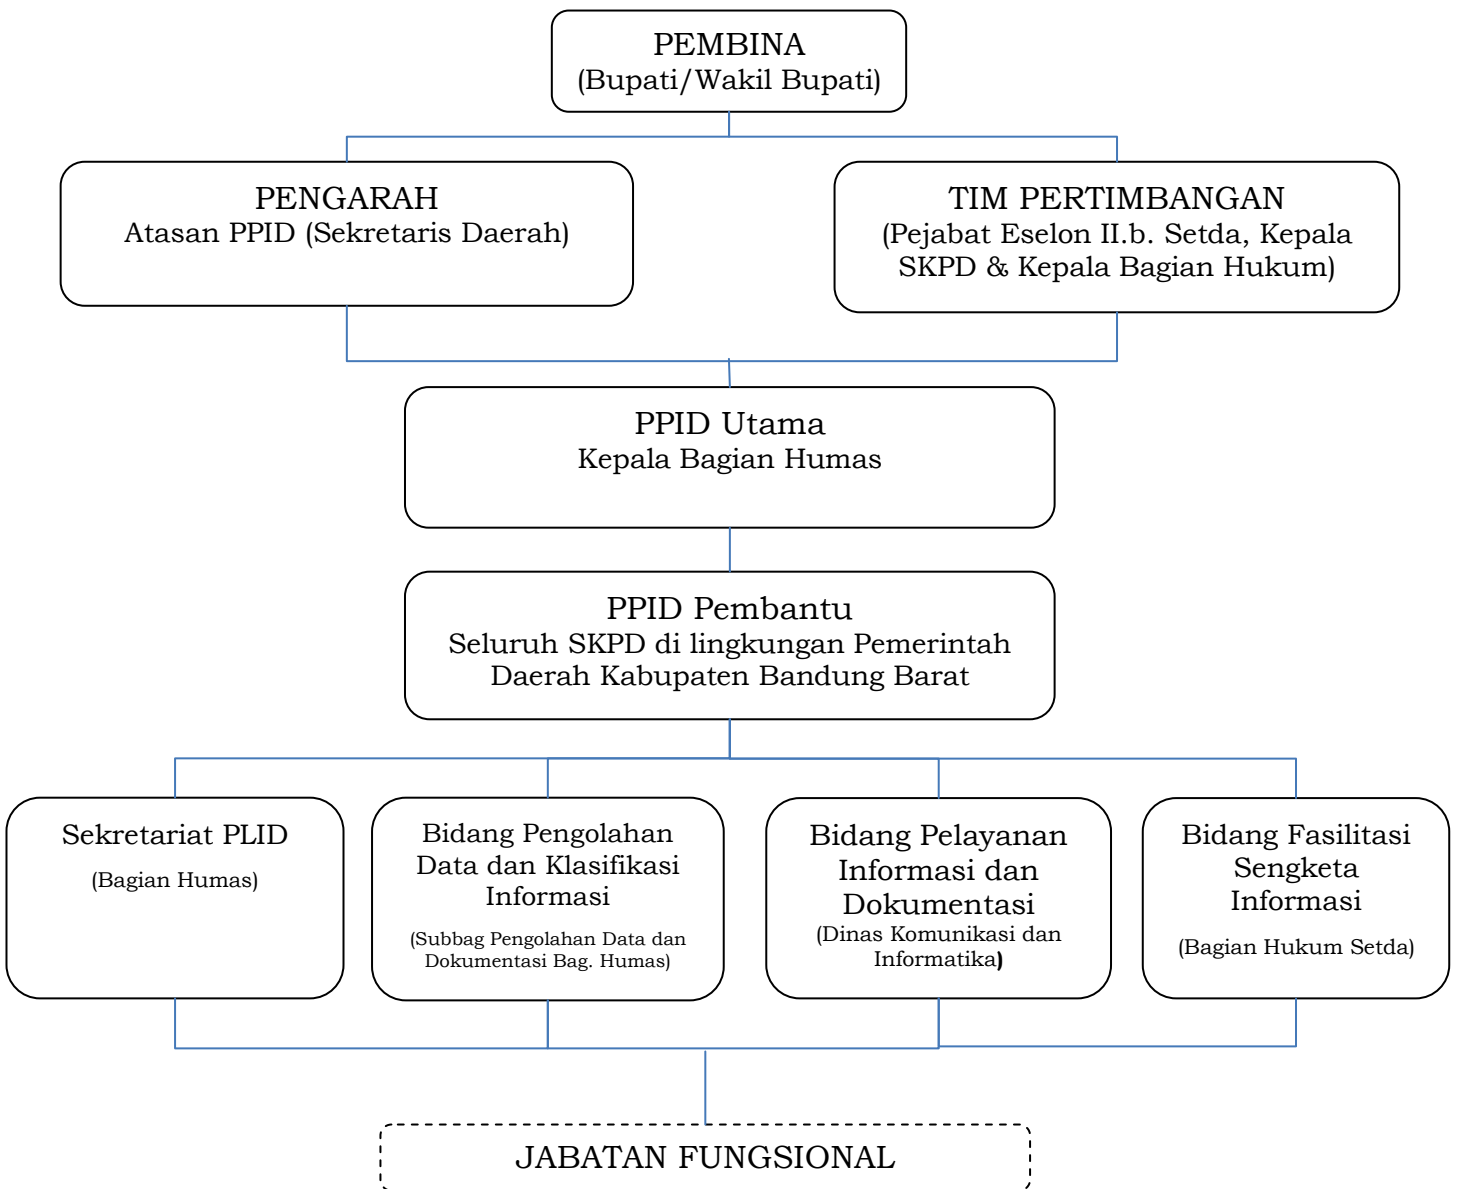 PEMBINA
(Bupati/Wakil Bupati)
PENGARAH
Atasan PPID (Sekretaris Daerah)
TIM PERTIMBANGAN
(Pejabat Eselon II.b. Setda, Kepala
SKPD & Kepala Bagian Hukum)
PPID Utama
Kepala Bagian Humas
PPID Pembantu
Seluruh SKPD di lingkungan Pemerintah
Daerah Kabupaten Bandung Barat
Sekretariat PLID
(Bagian Humas)
Bidang Pengolahan
Data dan Klasifikasi
Informasi
(Subbag Pengolahan Data dan
Dokumentasi Bag. Humas)
Bidang Pelayanan
Informasi dan
Dokumentasi
(Dinas Komunikasi dan
Informatika)
Bidang Fasilitasi
Sengketa
Informasi
(Bagian Hukum Setda)
JABATAN FUNGSIONAL